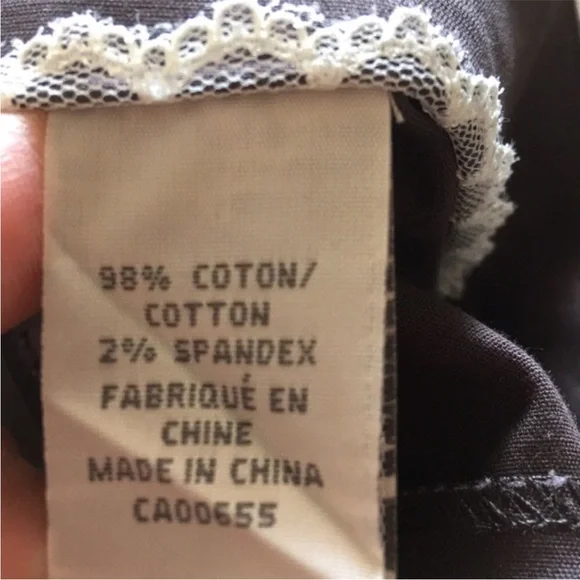 98% COTON/
COTTON
2% SPANDEX
FABRIQUÉ EN
CHINE
MADE IN CHINA
CA00655